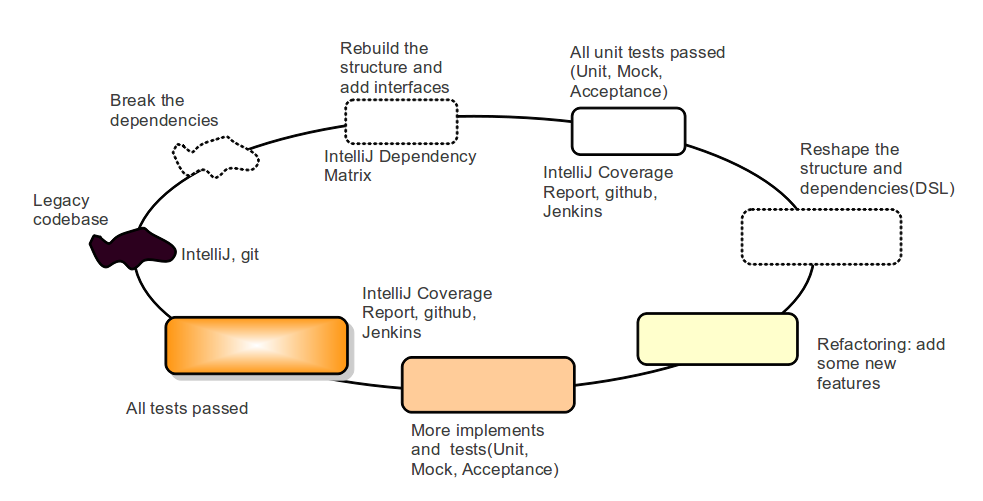 Rebuild the
structure and
add interfaces
All unit tests passed
(Unit, Mock,
Acceptance)
Break the
dependencies
IntelliJ Dependency
Matrix
IntelliJ Coverage
Report, github,
Jenkins
Reshape the
structure and
dependencies(DSL)
Legacy
codebase
IntelliJ, git
IntelliJ Coverage
Report, github,
Jenkins
Refactoring: add
some new
features
All tests passed
More implements
and  tests(Unit,
Mock, Acceptance)